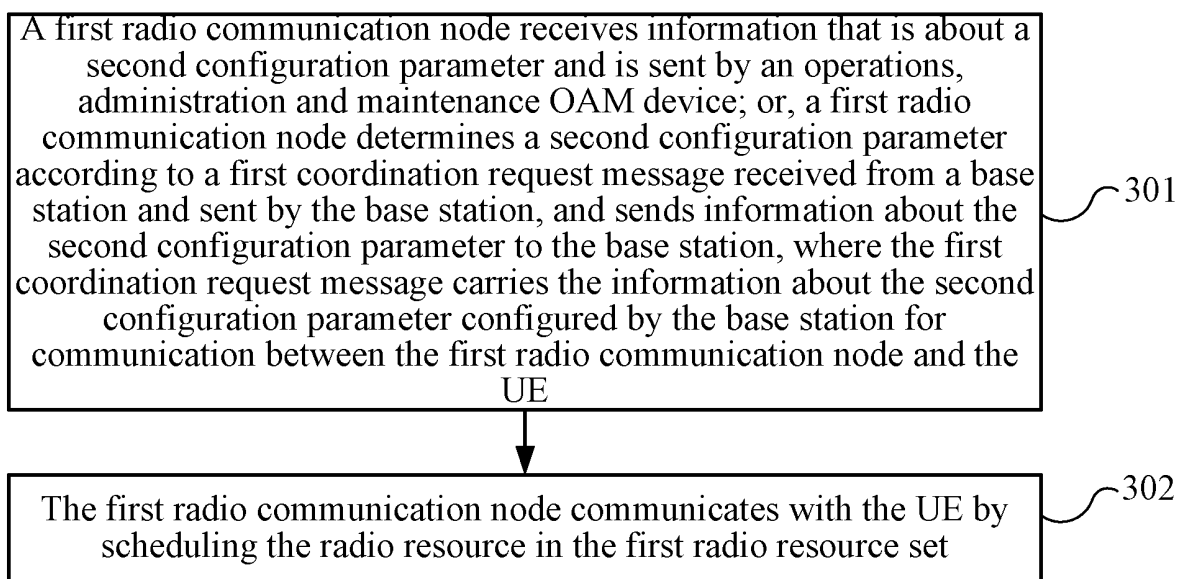 A first radio communication node receives information that is about a
second configuration parameter and is sent by an operations,
administration and maintenance OAM device; or, a first radio
communication node determines a second configuration parameter
according to a first coordination request message received from a base
station and sent by the base station, and sends information about the
second configuration parameter to the base station, where the first
coordination request message carries the information about the second
configuration parameter configured by the base station for
communication between the first radio communication node and the
UE
301
The first radio communication node communicates with the UE by
scheduling the radio resource in the first radio resource set
302